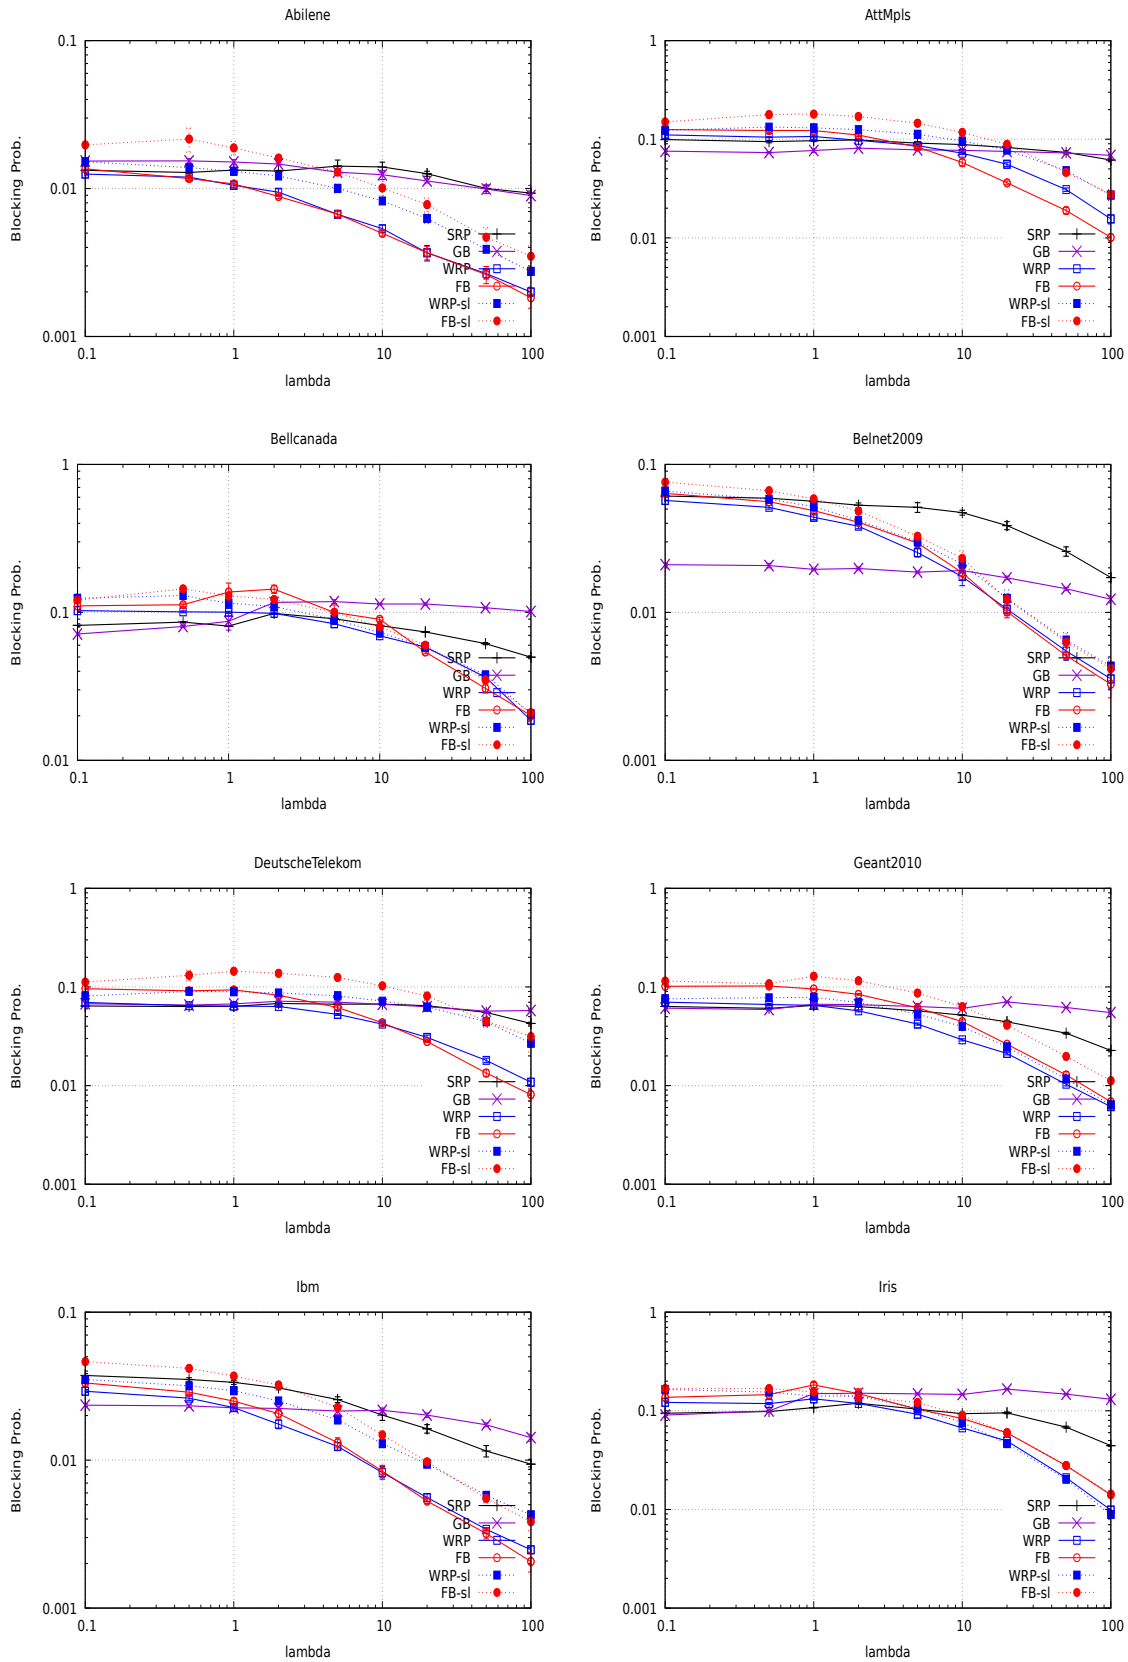 Abilene
0.1
0.01
0.001
Blocking Prob.
SRP
GB
WRP
FB
WRP-sl
FB-sl
0.1 1 10 100
lambda
AttMpls
1
0.1
0.01
0.001
Blocking Prob.
SRP
GB
WRP
FB
WRP-sl
FB-sl
0.1 1 10 100
lambda
Bellcanada
1
0.1
0.01
Blocking Prob.
SRP
GB
WRP
FB
WRP-sl
FB-sl
0.1 1 10 100
lambda
Belnet2009
0.1
0.01
0.001
Blocking Prob.
SRP
GB
WRP
FB
WRP-sl
FB-sl
0.1 1 10 100
lambda
DeutscheTelekom
1
0.1
0.01
0.001
Blocking Prob.
SRP
GB
WRP
FB
WRP-sl
FB-sl
0.1 1 10 100
lambda
Geant2010
1
0.1
0.01
0.001
Blocking Prob.
SRP
GB
WRP
FB
WRP-sl
FB-sl
0.1 1 10 100
lambda
Ibm
0.1
0.01
0.001
Blocking Prob.
SRP
GB
WRP
FB
WRP-sl
FB-sl
0.1 1 10 100
lambda
Iris
1
0.1
0.01
0.001
Blocking Prob.
SRP
GB
WRP
FB
WRP-sl
FB-sl
0.1 1 10 100
lambda